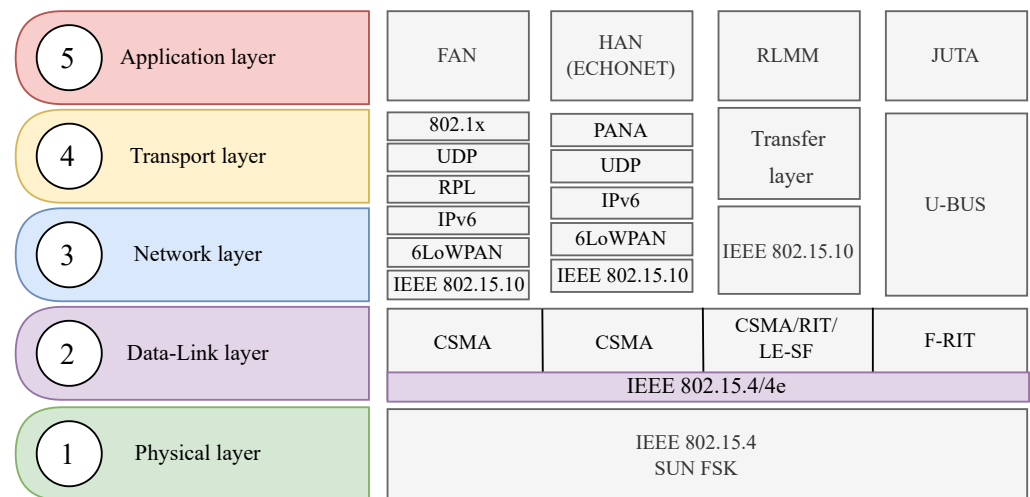 5
Application layer
FAN
HAN
(ECHONET)
RLMM
JUTA
4
Transport layer
802.1x
UDP
RPL
PANA
UDP
Transfer
layer
U-BUS
3
Network layer
IPv6
6LoWPAN
IEEE 802.15.10
IPv6
6LoWPAN
IEEE 802.15.10
IEEE 802.15.10
2
Data-Link layer
CSMA
CSMA
CSMA/RIT/
LE-SF
F-RIT
IEEE 802.15.4/4e
1
Physical layer
IEEE 802.15.4
SUN FSK